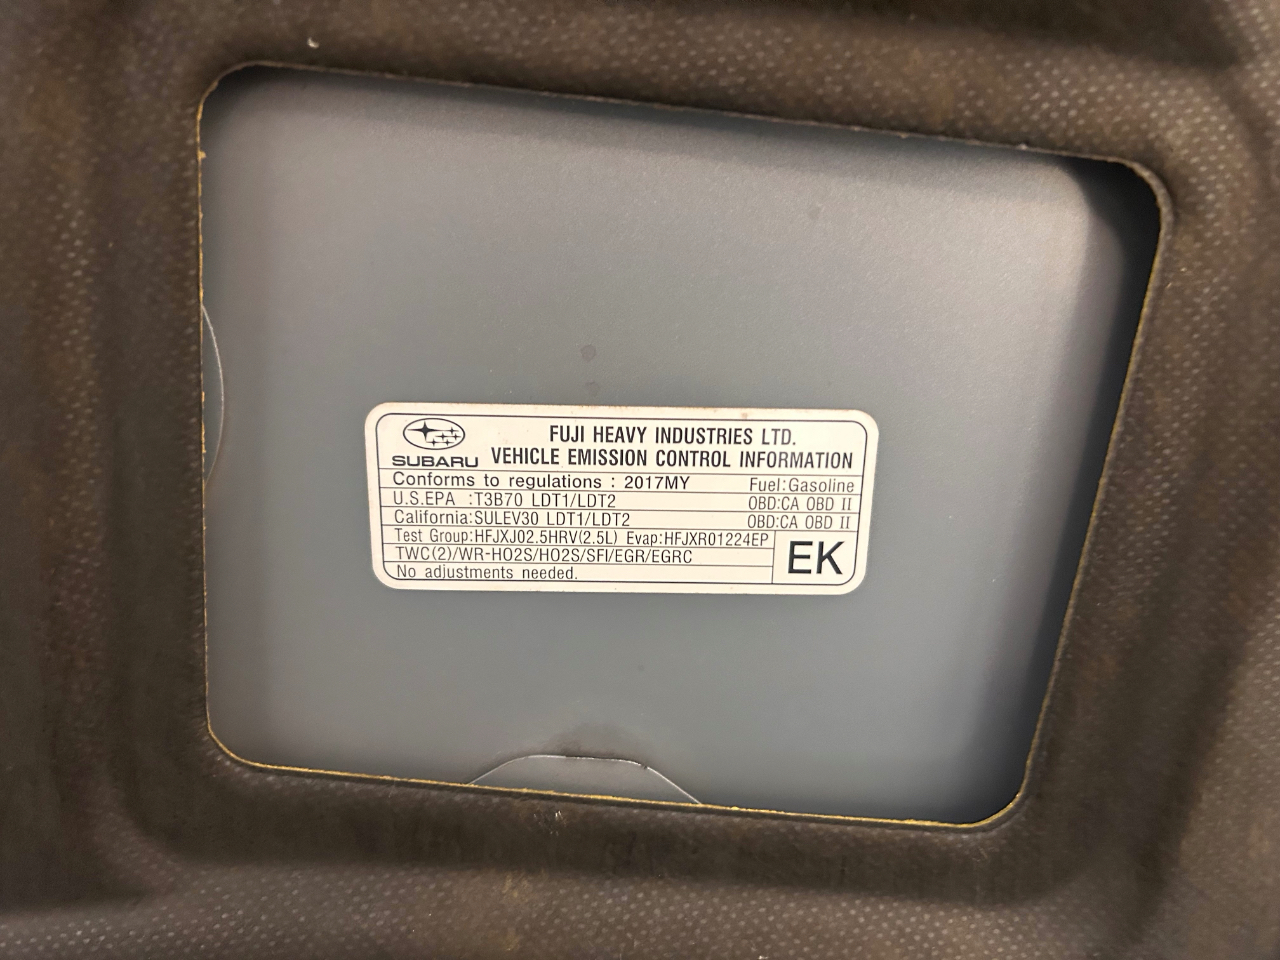 SUBARU
FUJI HEAVY INDUSTRIES LTD.
VEHICLE EMISSION CONTROL INFORMATION
Conforms to regulations : 2017MY Fuel:Gasoline
U.S.EPA :T3B70 LDT1/LDT2 OBD:CA OBD II
California:SULEV30 LDT1/LDT2 OBD:CA OBD II
Test Group:HFJXJ02.5HRV(2.5L) Evap:HFJXR01224EP
TWC(2)/WR-HO2S/HO2S/SFI/EGR/EGRC
EK
No adjustments needed.